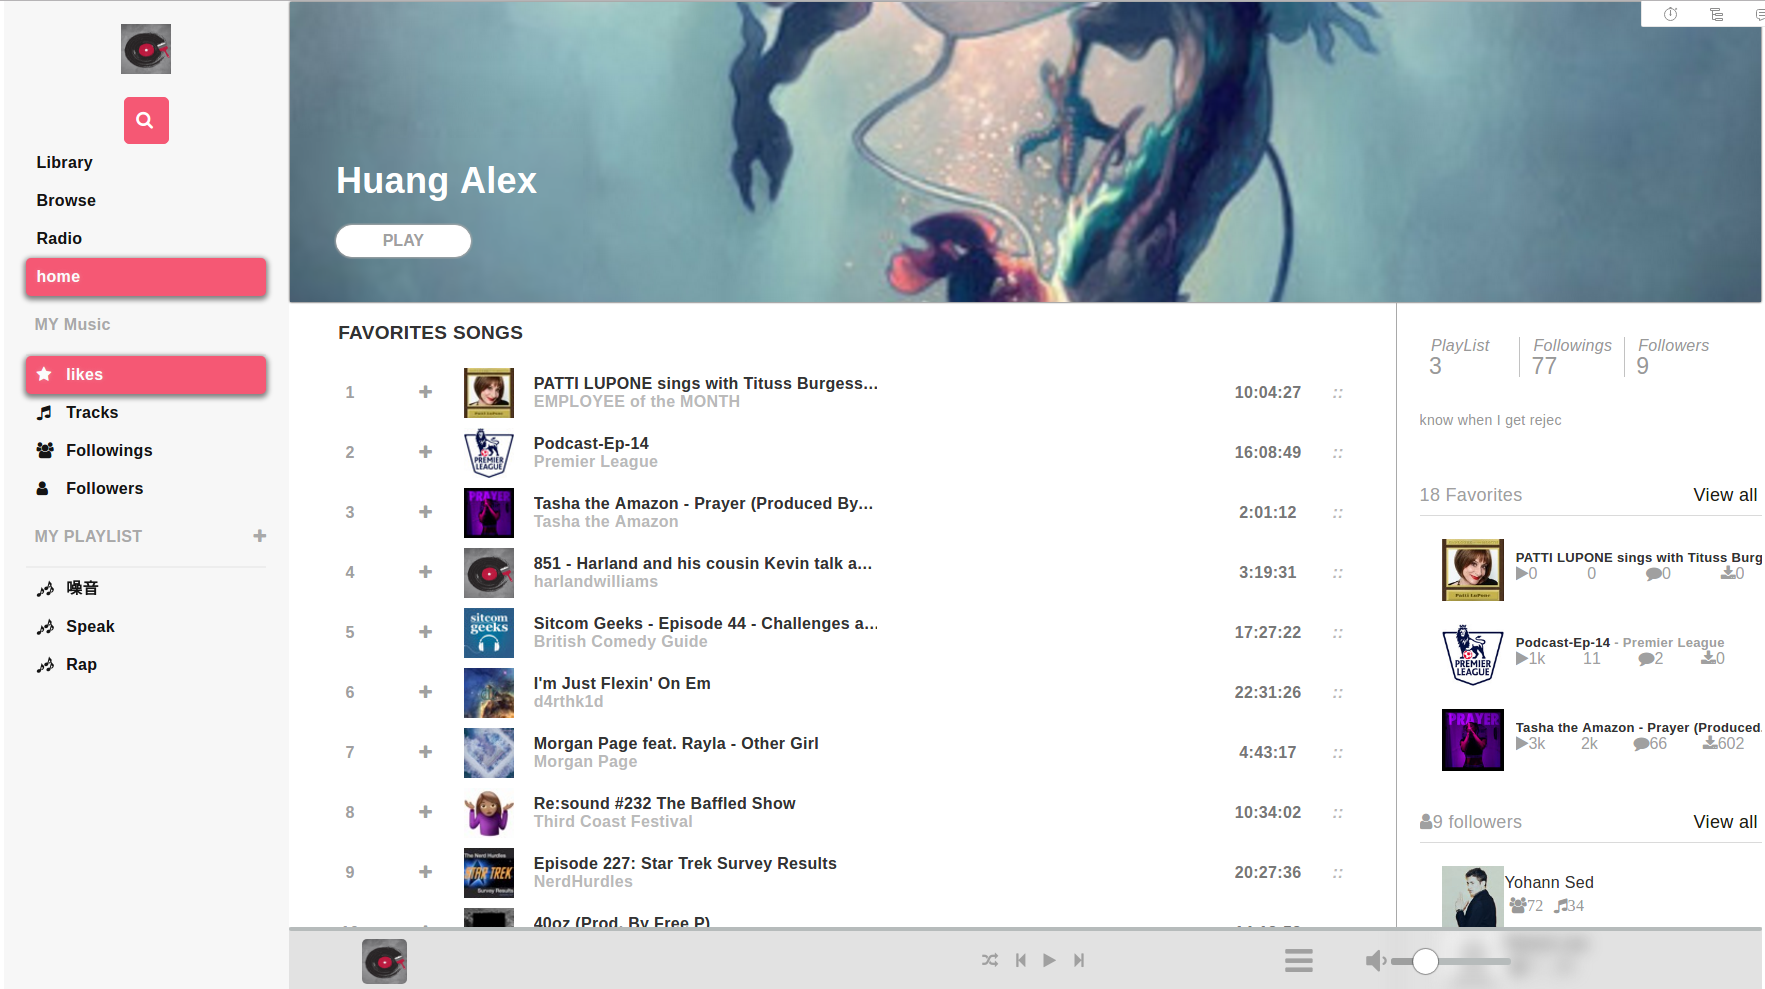 Library
Browse
Radio
home
MY Music
likes
Tracks
Followings
Followers
MY PLAYLIST
噪音
Speak
Rap
Huang Alex
PLAY
FAVORITES SONGS
1 PATTI LUPONE sings with Tituss Burgess... 10:04:27 ::
EMPLOYEE of the MONTH
2 Podcast-Ep-14 16:08:49 ::
Premier League
3 Tasha the Amazon - Prayer (Produced By... 2:01:12 ::
Tasha the Amazon
4 851 - Harland and his cousin Kevin talk a... 3:19:31 ::
harlandwilliams
5 Sitcom Geeks - Episode 44 - Challenges a... 17:27:22 ::
British Comedy Guide
6 I'm Just Flexin' On Em 22:31:26 ::
d4rthk1d
7 Morgan Page feat. Rayla - Other Girl 4:43:17 ::
Morgan Page
8 Re:sound #232 The Baffled Show 10:34:02 ::
Third Coast Festival
9 Episode 227: Star Trek Survey Results 20:27:36 ::
NerdHurdles
40oz (Prod. By Free P)
PlayList Followings Followers
3 77 9
know when I get rejec
18 Favorites View all
PATTI LUPONE sings with Tituss Burg
0 0 0 0
Podcast-Ep-14 - Premier League
1k 11 2 0
Tasha the Amazon - Prayer (Produced
3k 2k 66 602
9 followers View all
Yohann Sed
72 34